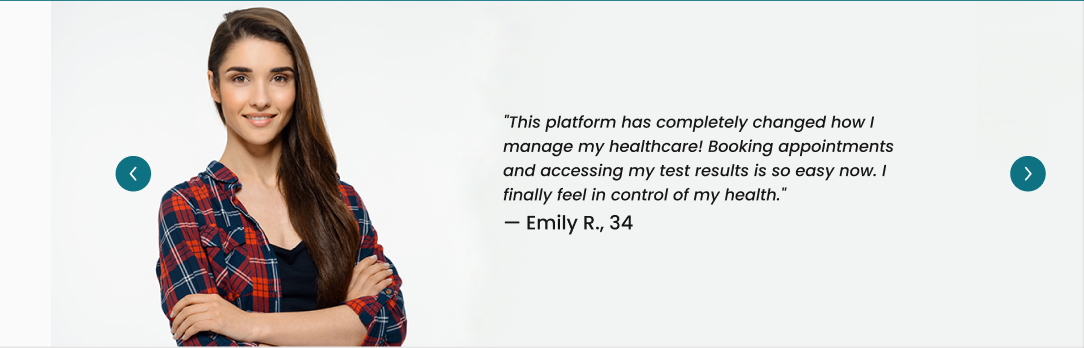 "This platform has completely changed how I
manage my healthcare! Booking appointments
and accessing my test results is so easy now. I
finally feel in control of my health."
— Emily R., 34